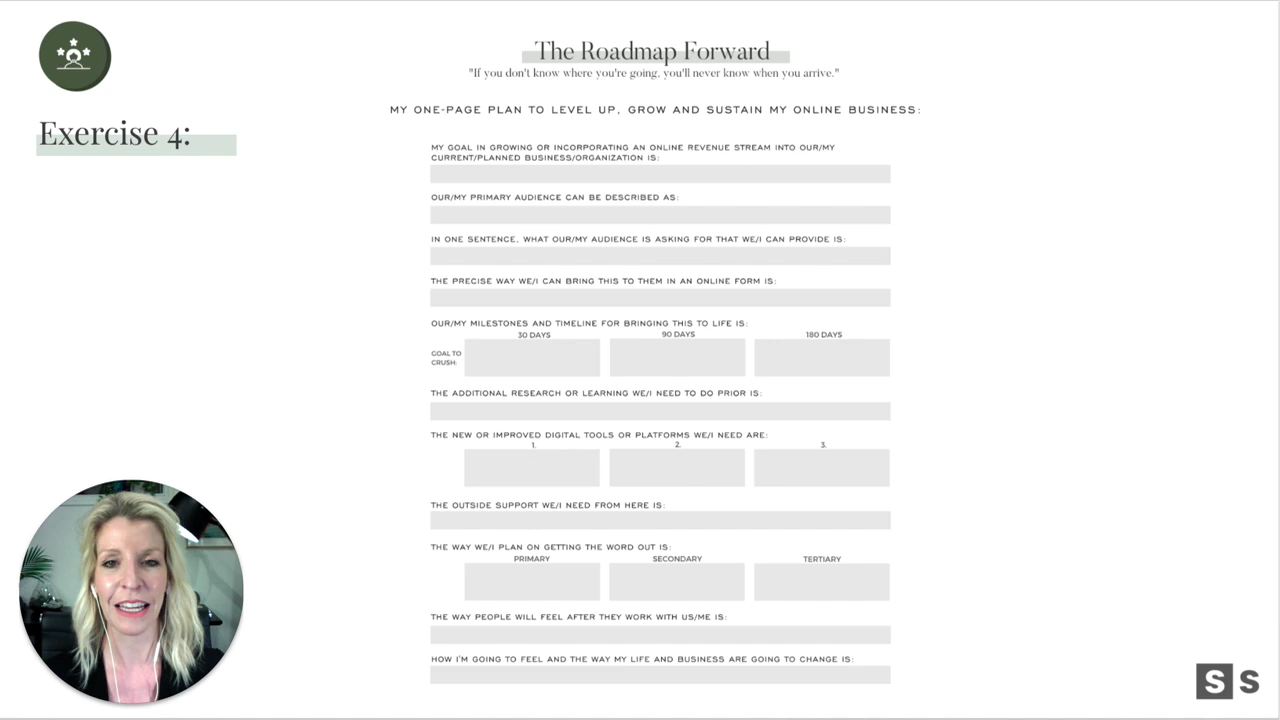 The Roadmap Forward
"If you don't know where you're going, you'll never know when you arrive."
MY ONE-PAGE PLAN TO LEVEL UP, GROW AND SUSTAIN MY ONLINE BUSINESS:
Exercise 4:
MY GOAL IN GROWING OR INCORPORATING AN ONLINE REVENUE STREAM INTO OUR/MY
CURRENT/PLANNED BUSINESS/ORGANIZATION IS:
OUR/MY PRIMARY AUDIENCE CAN BE DESCRIBED AS:
IN ONE SENTENCE, WHAT OUR/MY AUDIENCE IS ASKING FOR THAT WE/I CAN PROVIDE IS:
THE PRECISE WAY WE/I CAN BRING THIS TO THEM IN AN ONLINE FORM IS:
OUR/MY MILESTONES AND TIMELINE FOR BRINGING THIS TO LIFE IS:
30 DAYS 90 DAYS 180 DAYS
GOAL TO
CRUSH:
THE ADDITIONAL RESEARCH OR LEARNING WE/I NEED TO DO PRIOR IS:
THE NEW OR IMPROVED DIGITAL TOOLS OR PLATFORMS WE/I NEED ARE:
1. 2. 3.
THE OUTSIDE SUPPORT WE/I NEED FROM HERE IS:
THE WAY WE/I PLAN ON GETTING THE WORD OUT IS:
PRIMARY SECONDARY TERTIARY
THE WAY PEOPLE WILL FEEL AFTER THEY WORK WITH US/ME IS:
HOW I'M GOING TO FEEL AND THE WAY MY LIFE AND BUSINESS ARE GOING TO CHANGE IS:
S S